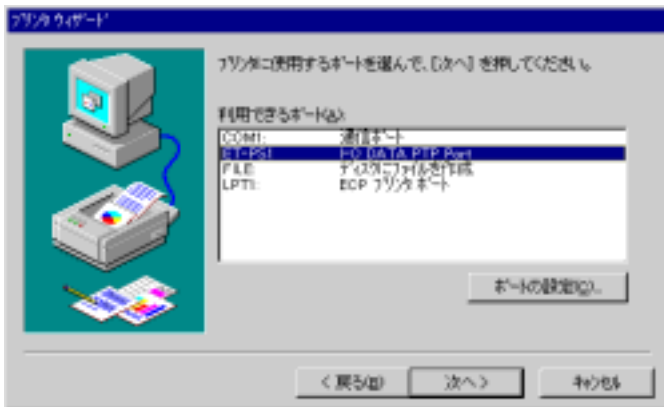 プリンタ ウィザード
プリンタに使用するポートを選んで、[次へ] を押してください。
利用できるポート(A):
COM1: 通信ポート
ET-PS1 I-O DATA PTP Port
FILE: ディスクにファイルを作成
LPT1: ECP プリンタ ポート
ポートの設定(C)...
< 戻る(B)
次へ >
キャンセル